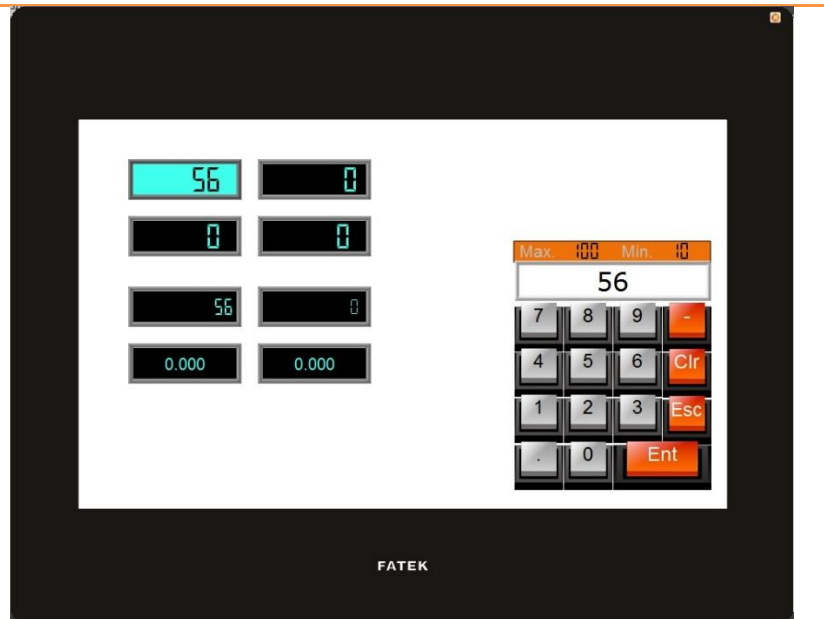 56 0
0 0
56 0
0.000 0.000
Max. 100 Min. 10
56
7 8 9 -
4 5 6 Clr
1 2 3 Esc
. 0 Ent
FATEK